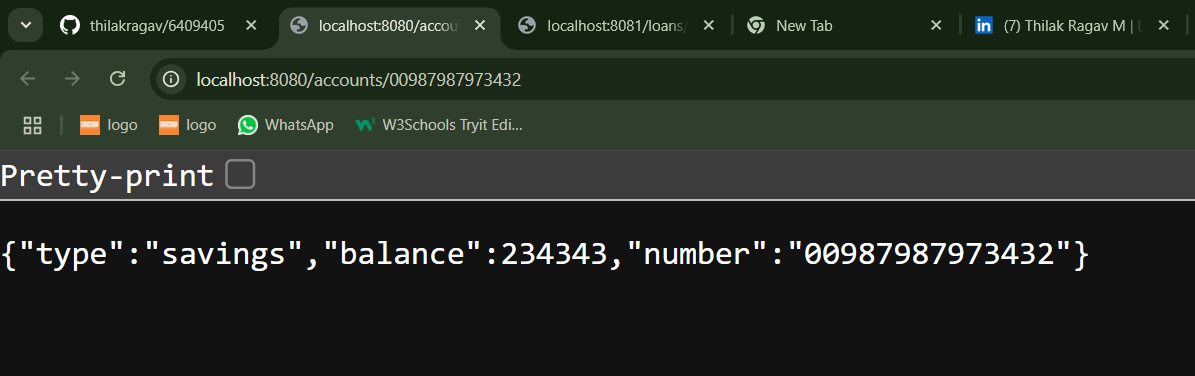 thilakragav/6409405
localhost:8080/accou
localhost:8081/loans/
New Tab
(7) Thilak Ragav M |
localhost:8080/accounts/00987987973432
logo
logo
WhatsApp
W3Schools Tryit Edi...
Pretty-print
{"type":"savings","balance":234343,"number":"00987987973432"}